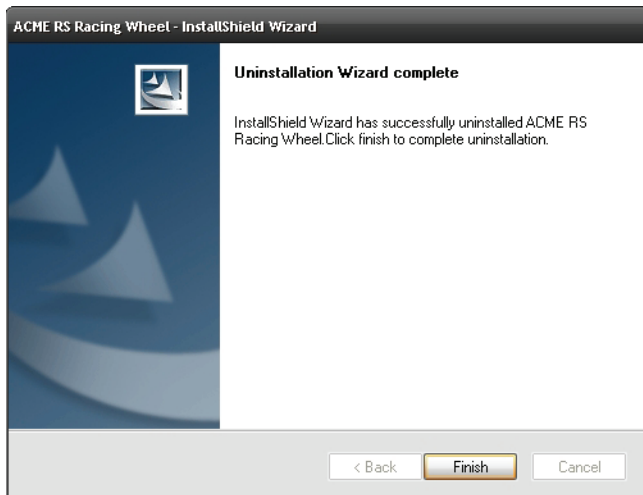 ACME RS Racing Wheel - InstallShield Wizard
Uninstallation Wizard complete
InstallShield Wizard has successfully uninstalled ACME RS
Racing Wheel.Click finish to complete uninstallation.
< Back
Finish
Cancel